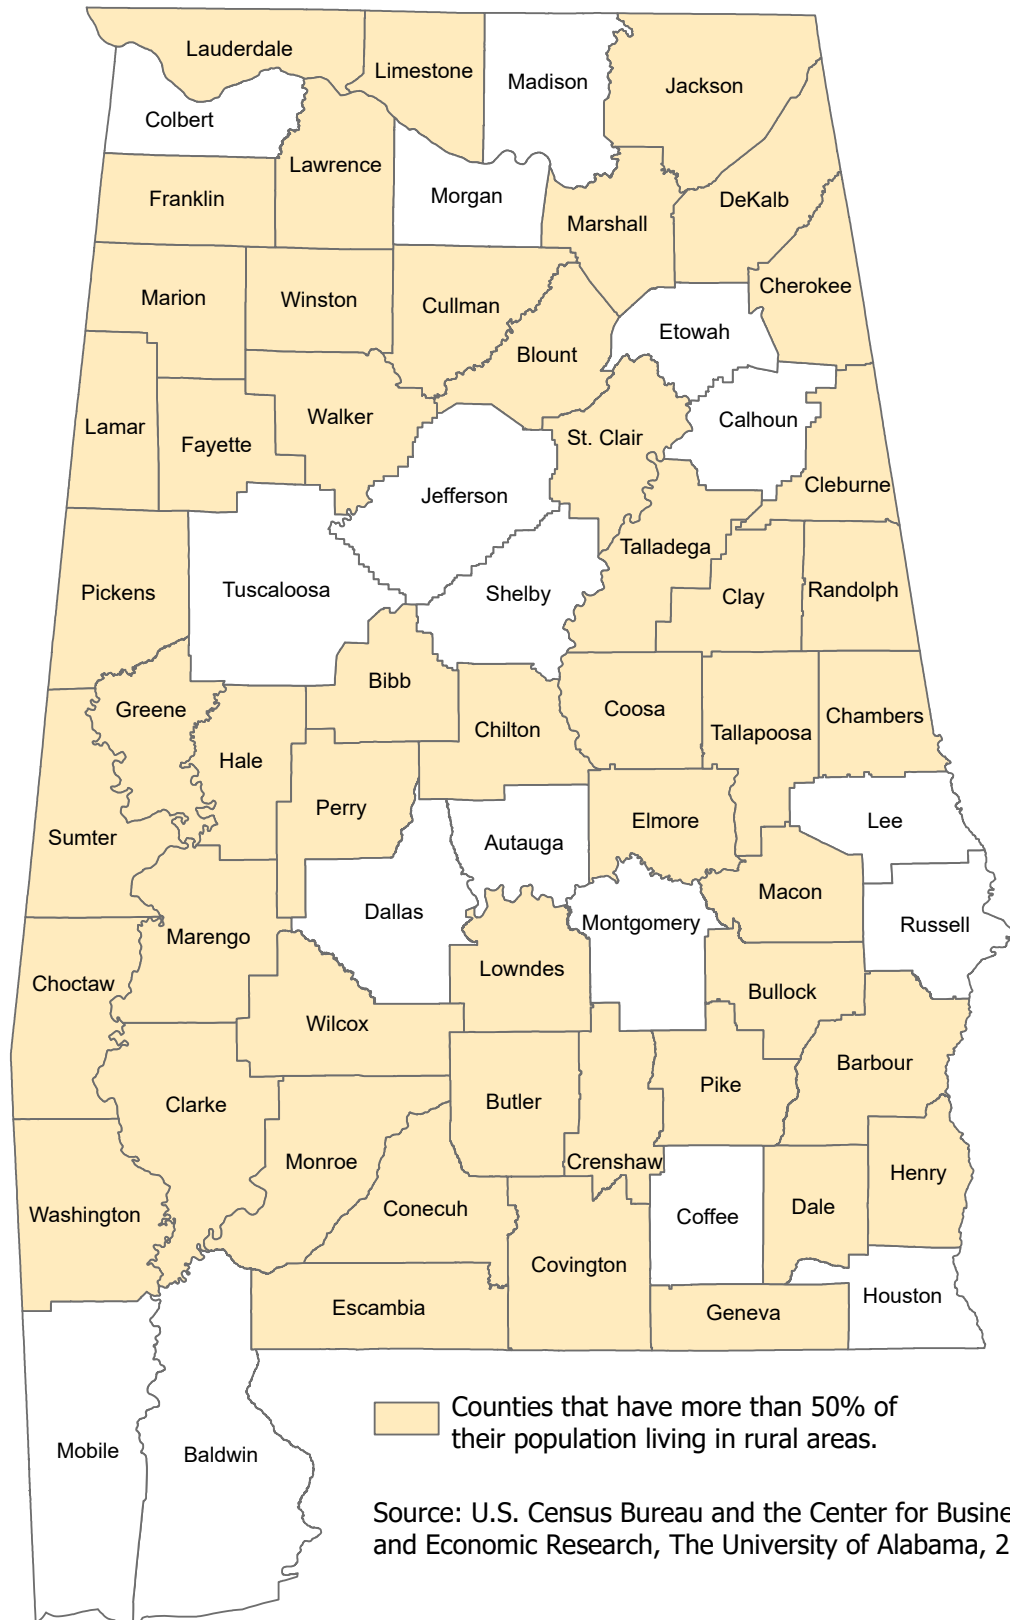 Lauderdale
Limestone
Madison
Jackson
Colbert
Lawrence
Franklin
Morgan
DeKalb
Marshall
Marion
Winston
Cullman
Cherokee
Etowah
Blount
Lamar
Fayette
Walker
St. Clair
Calhoun
Jefferson
Cleburne
Talladega
Pickens
Tuscaloosa
Shelby
Clay
Randolph
Bibb
Greene
Coosa
Chambers
Hale
Chilton
Tallapoosa
Perry
Sumter
Elmore
Lee
Autauga
Macon
Dallas
Montgomery
Russell
Marengo
Lowndes
Choctaw
Bullock
Wilcox
Barbour
Clarke
Butler
Pike
Monroe
Crenshaw
Henry
Washington
Conecuh
Coffee
Dale
Covington
Escambia
Geneva
Houston
Mobile
Baldwin
Counties that have more than 50% of
their population living in rural areas.
Source: U.S. Census Bureau and the Center for Busine
and Economic Research, The University of Alabama, 2